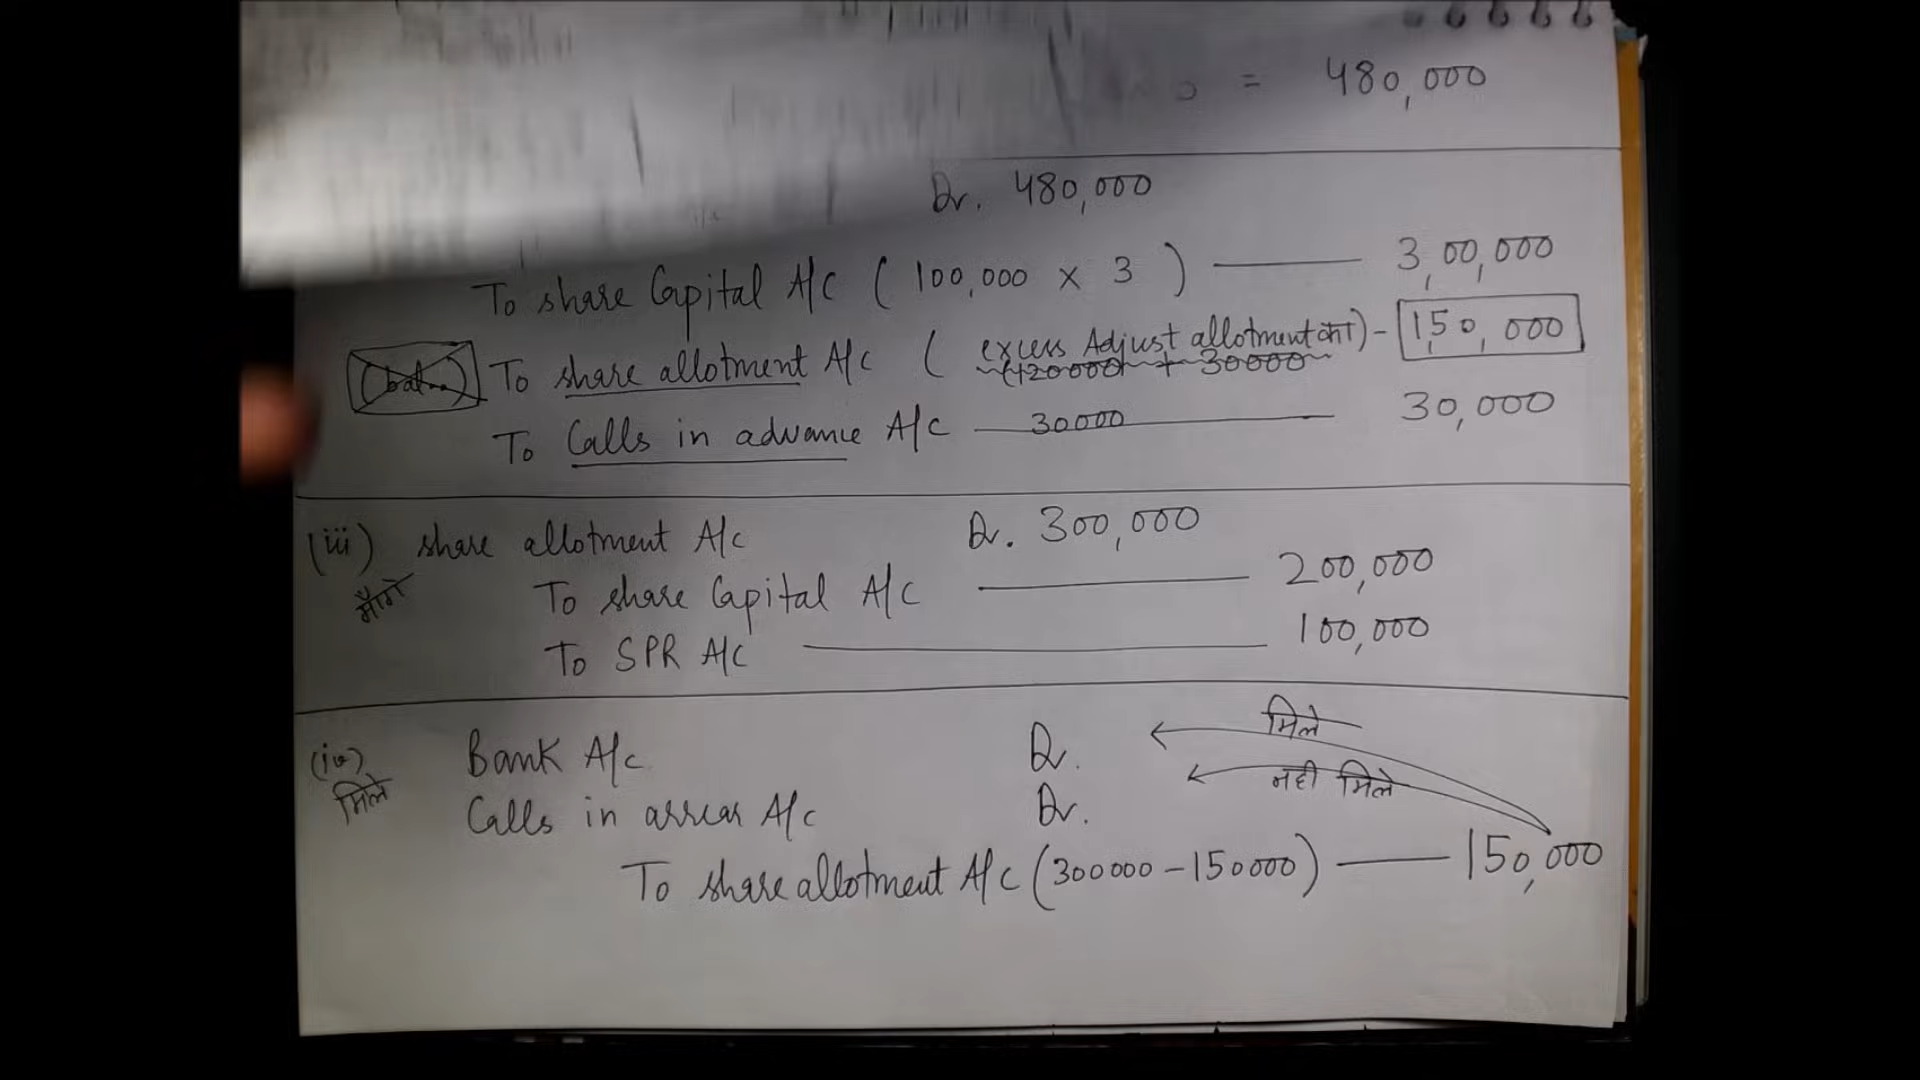 = 480,000
Dr. 480,000
To share Capital A/c ( 100,000 x 3 ) — 3,00,000
To share allotment A/c ( excess Adjust allotment का ) - 150,000
(120000 + 30000
To Calls in advance A/c 30000 — 30,000
(iii) share allotment A/c Dr. 300,000
माँगे
To share Capital A/c — 200,000
To SPR A/c — 100,000
मिले
(iv) Bank A/c Dr.
मिले
नही मिले
Calls in arrear A/c Dr.
To share allotment A/c (300000 - 150000) — 150,000